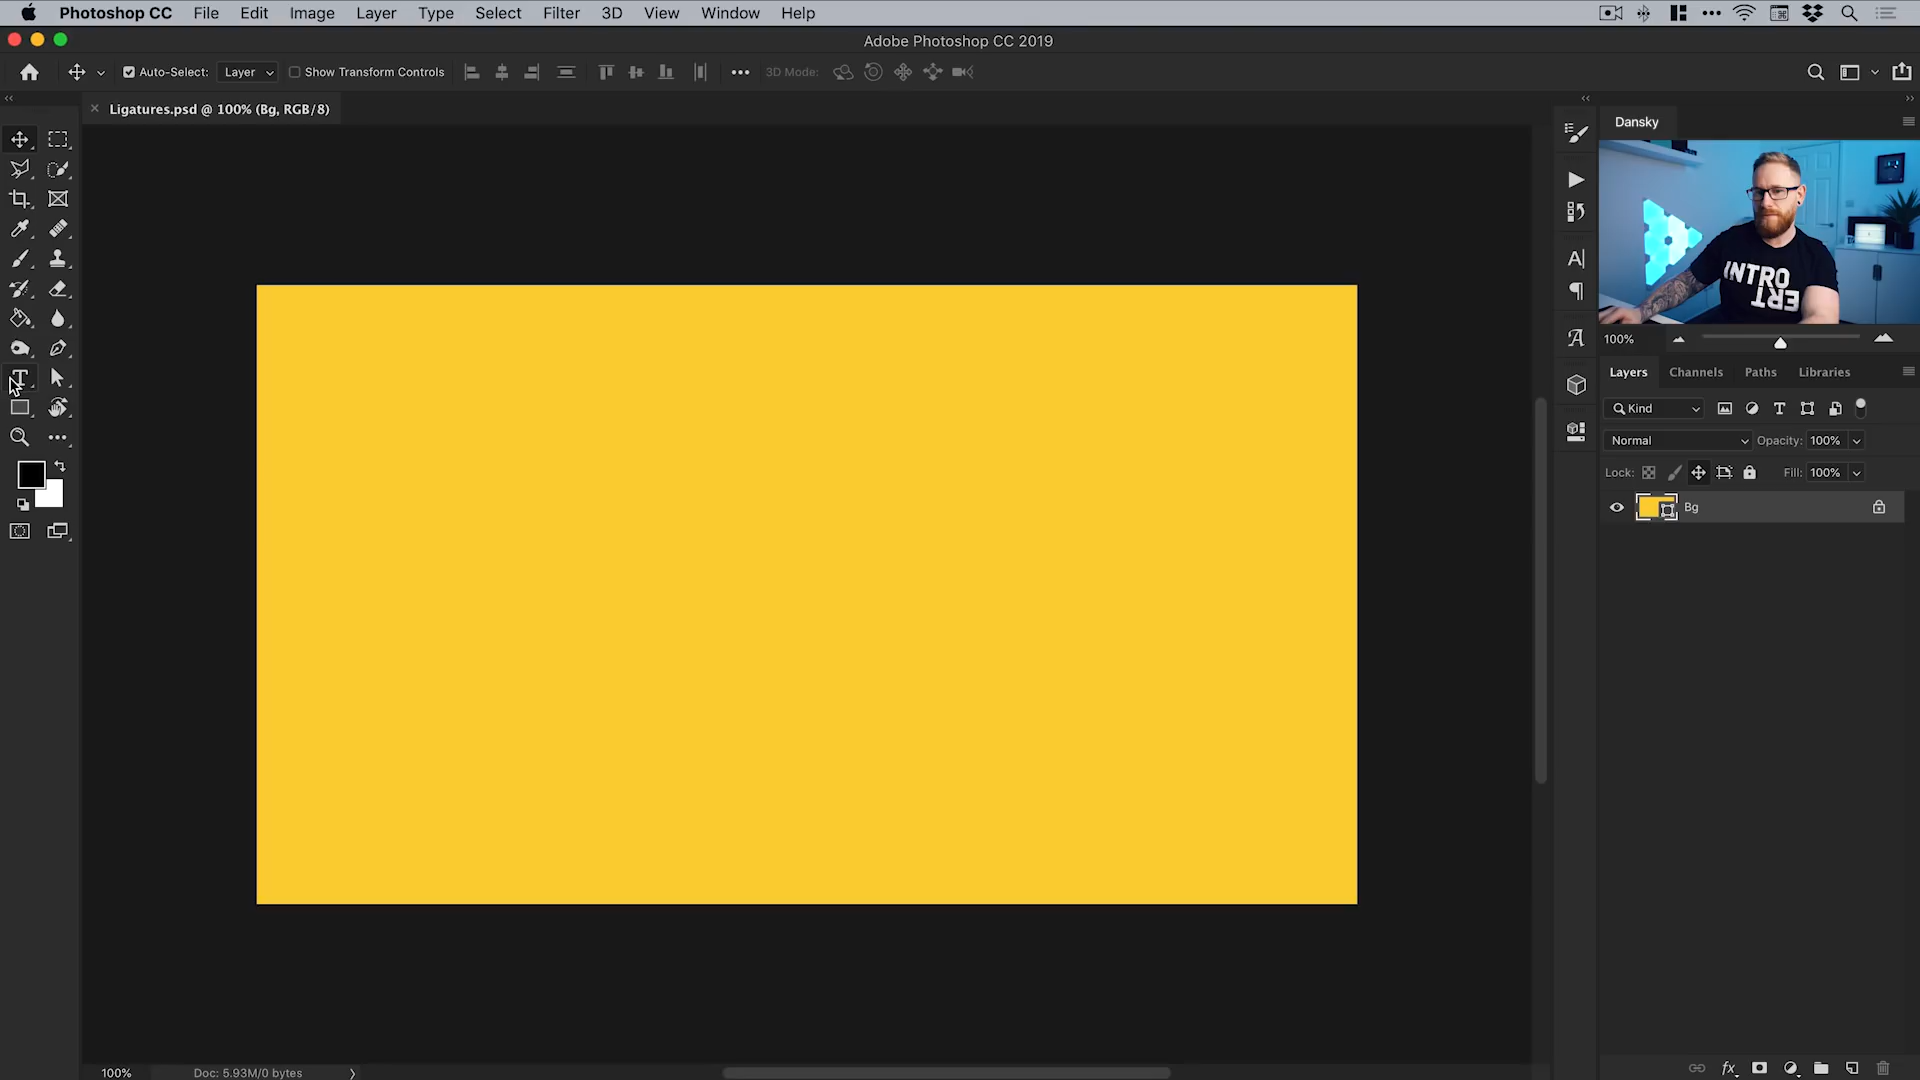 Photoshop CC File Edit Image Layer Type Select Filter 3D View Window Help
Adobe Photoshop CC 2019
Auto-Select: Layer Show Transform Controls 3D Mode:
Ligatures.psd @ 100% (Bg, RGB/8)
Dansky
INTRO
VERT
100%
Layers Channels Paths Libraries
Kind
Normal Opacity: 100%
Lock: Fill: 100%
Bg
100% Doc: 5.93M/0 bytes